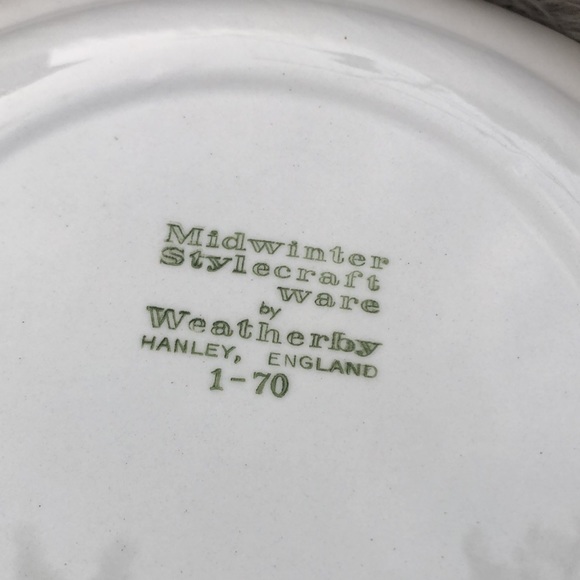 Midwinter
Stylecraft
ware
by
Weatherby
HANLEY, ENGLAND
1-70